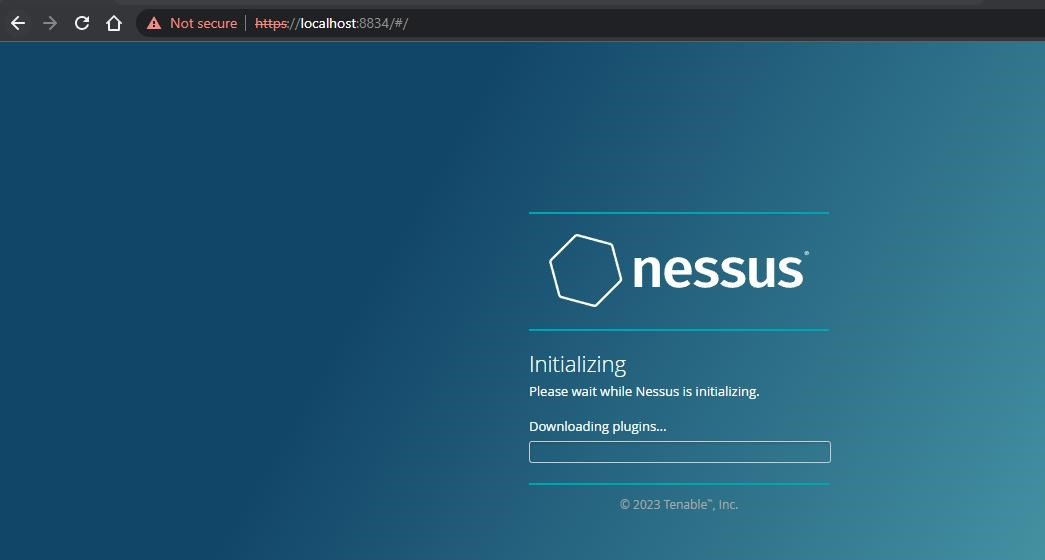 Not secure | https://localhost:8834/#/
nessus®
Initializing
Please wait while Nessus is initializing.
Downloading plugins...
© 2023 Tenable™, Inc.